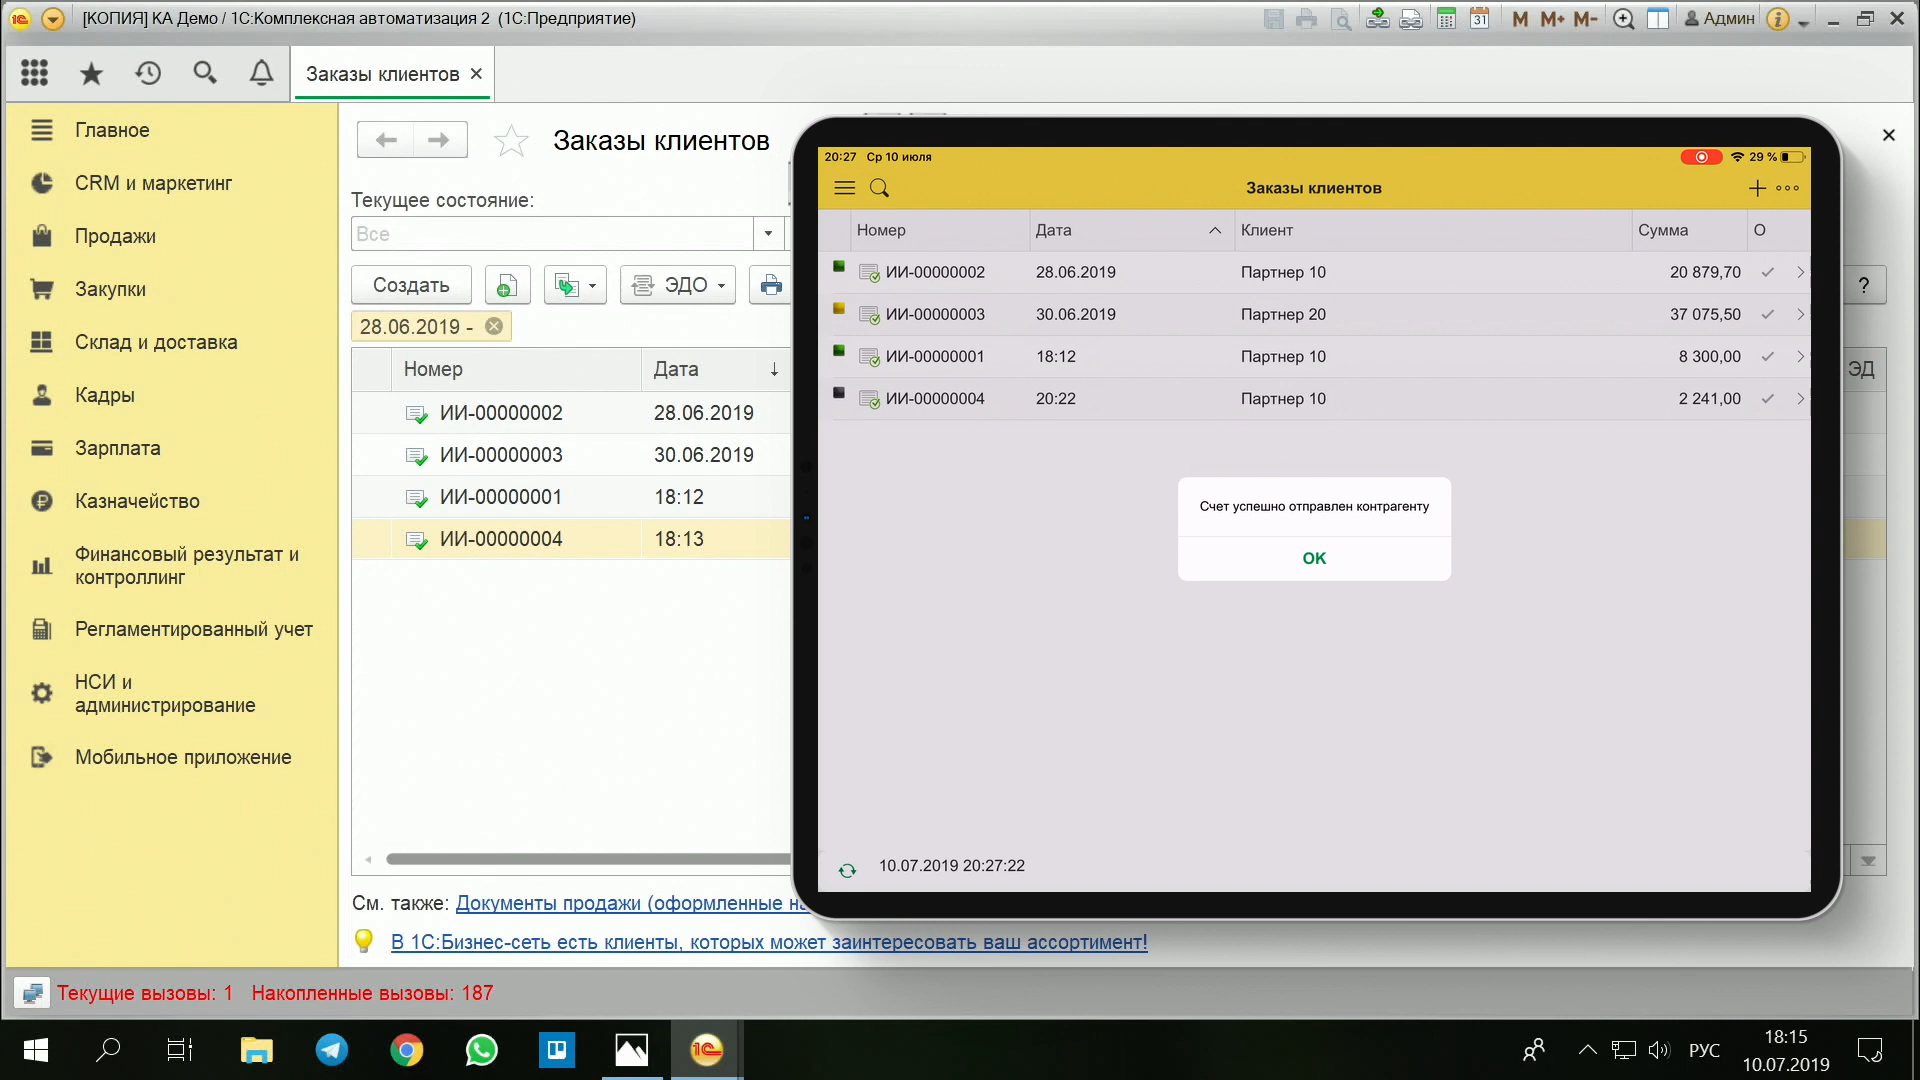 [КОПИЯ] КА Демо / 1С:Комплексная автоматизация 2 (1С:Предприятие)
31
M M+ M-
Админ
Заказы клиентов
Главное
CRM и маркетинг
Продажи
Закупки
Склад и доставка
Кадры
Зарплата
Казначейство
Финансовый результат и
контроллинг
Регламентированный учет
НСИ и
администрирование
Мобильное приложение
Заказы клиентов
Текущее состояние:
Все
Создать
ЭДО
?
28.06.2019 -
Номер Дата ЭД
ИИ-00000002 28.06.2019
ИИ-00000003 30.06.2019
ИИ-00000001 18:12
ИИ-00000004 18:13
См. также: Документы продажи (оформленные
В 1С:Бизнес-сеть есть клиенты, которых может заинтересовать ваш ассортимент!
20:27 Ср 10 июля 29 %
Заказы клиентов
Номер Дата Клиент Сумма О
ИИ-00000002 28.06.2019 Партнер 10 20 879,70
ИИ-00000003 30.06.2019 Партнер 20 37 075,50
ИИ-00000001 18:12 Партнер 10 8 300,00
ИИ-00000004 20:22 Партнер 10 2 241,00
Счет успешно отправлен контрагенту
OK
10.07.2019 20:27:22
Текущие вызовы: 1 Накопленные вызовы: 187
РУС
18:15
10.07.2019